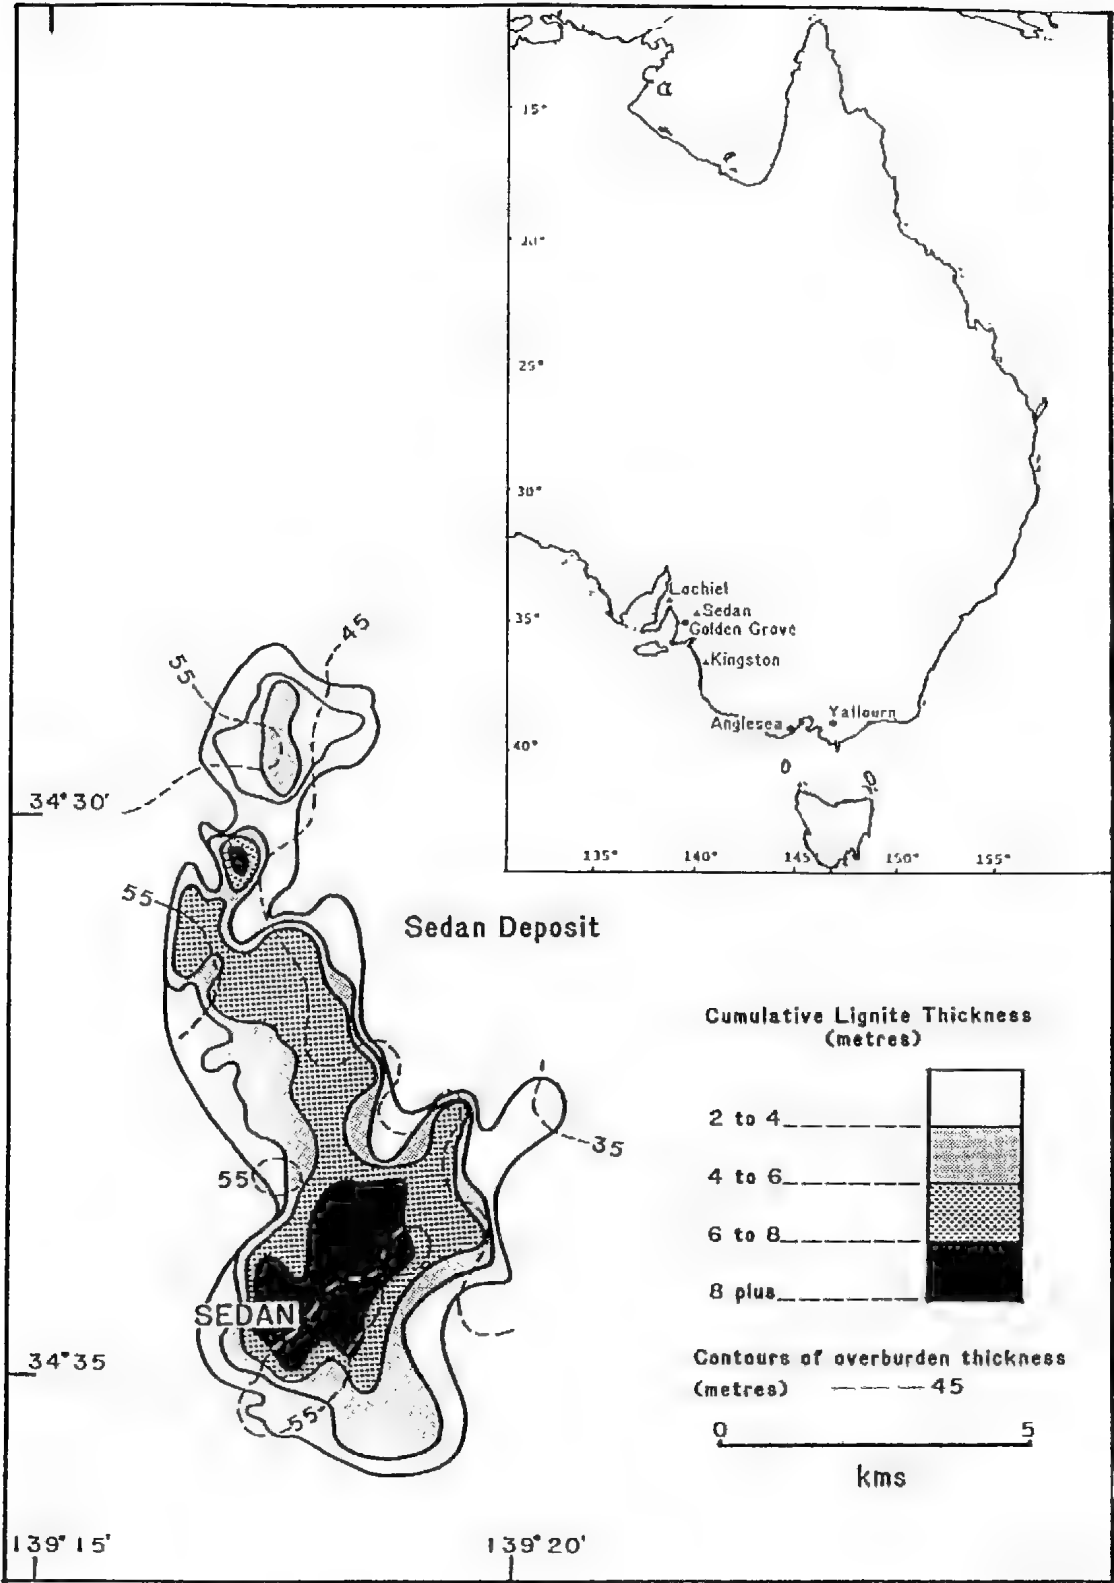 15°
20°
25°
30°
Lochiel
Sedan
35°
Golden Grove
Kingston
Anglesea
Yallourn
40°
135°
140°
145°
150°
155°
45
55
34° 30'
55
Sedan Deposit
Cumulative Lignite Thickness
(metres)
2 to 4
4 to 6
6 to 8
8 plus
35
55
SEDAN
34° 35
55
Contours of overburden thickness
(metres) 45
0 5
kms
139° 15'
139° 20'